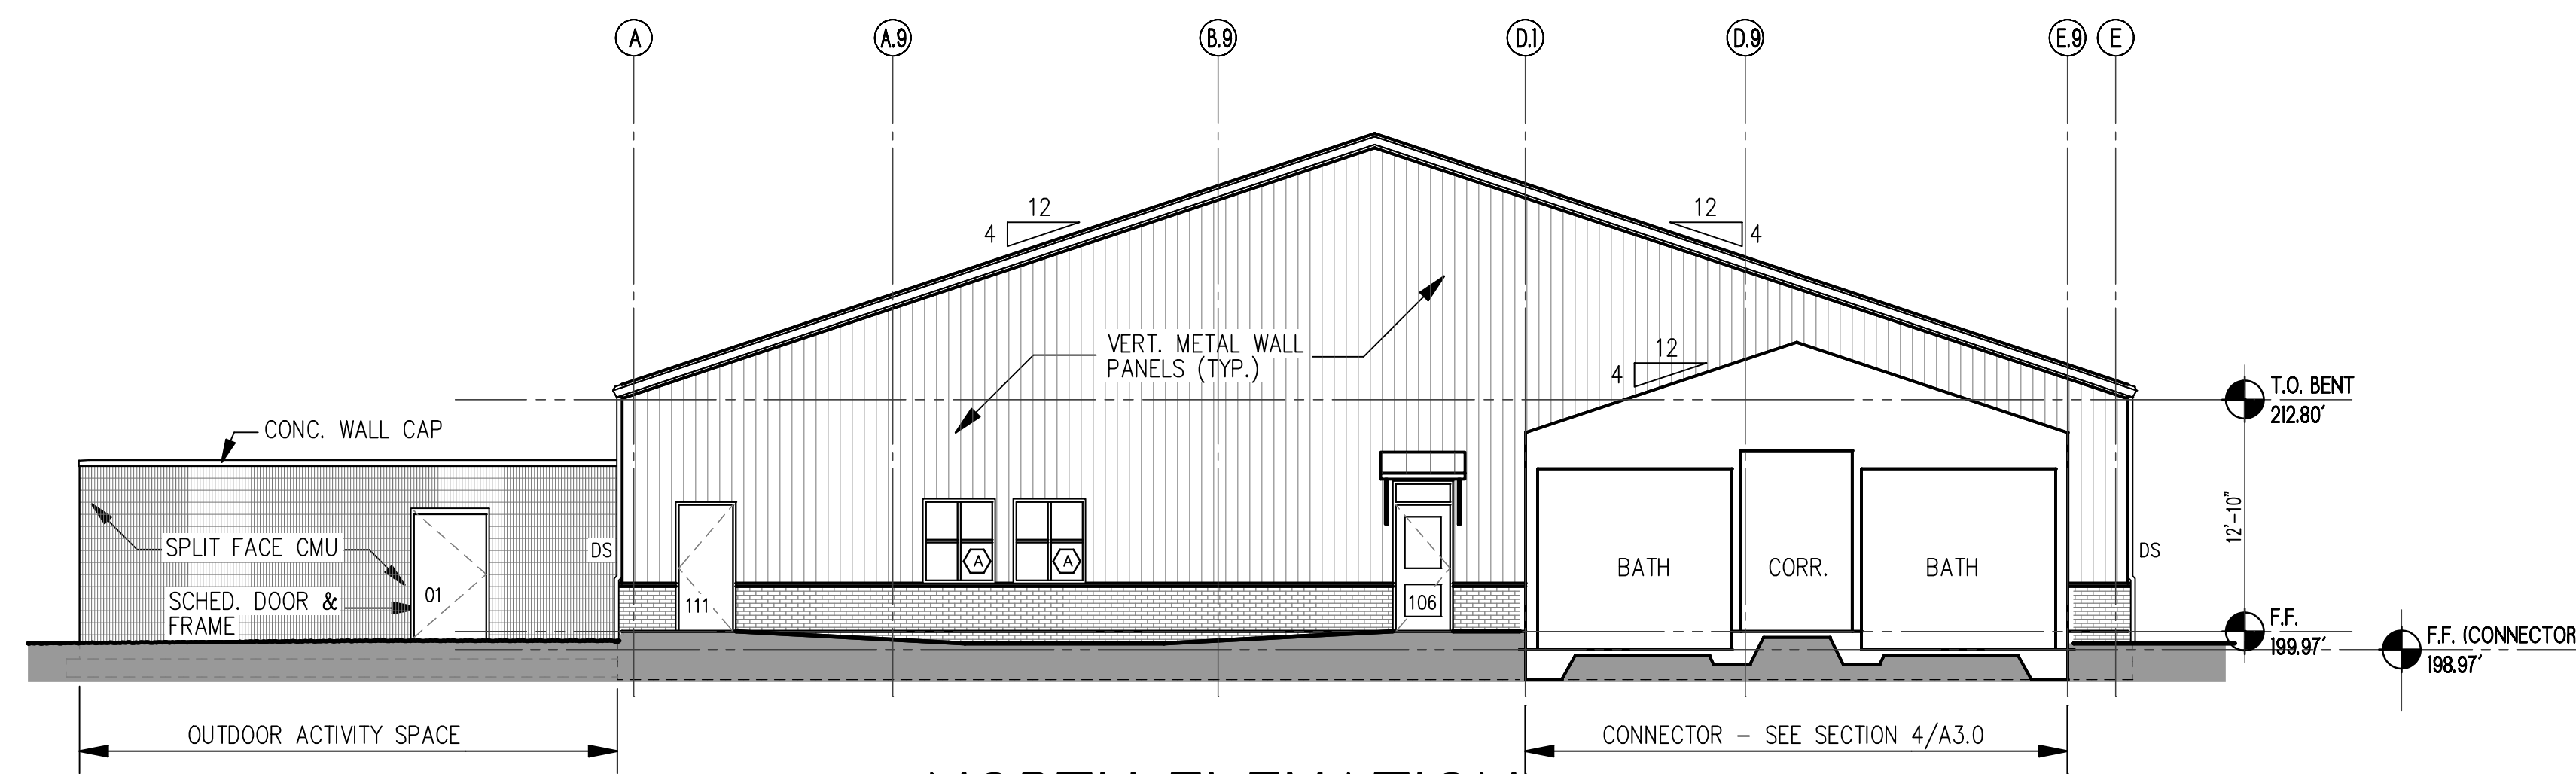 A A.9 B.9 D.1 D.9 E.9 E
12
4
12
4
VERT. METAL WALL
PANELS (TYP.)
12
4
T.O. BENT
212.80'
CONC. WALL CAP
SPLIT FACE CMU
DS
A
A
BATH
CORR.
BATH
DS
12'-10"
SCHED. DOOR &
FRAME
01
111
106
F.F.
199.97'
F.F. (CONNECTOR
198.97'
OUTDOOR ACTIVITY SPACE
CONNECTOR - SEE SECTION 4/A3.0
NORTH ELEVATION